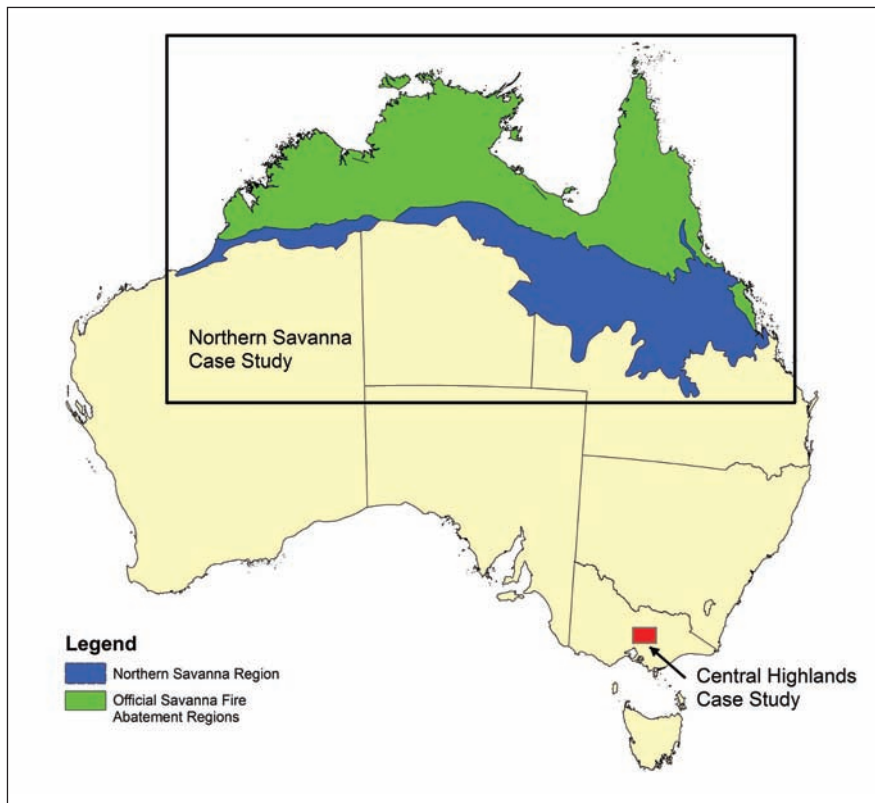 Northern Savanna
Case Study
Legend
Northern Savanna Region
Official Savanna Fire
Abatement Regions
Central Highlands
Case Study